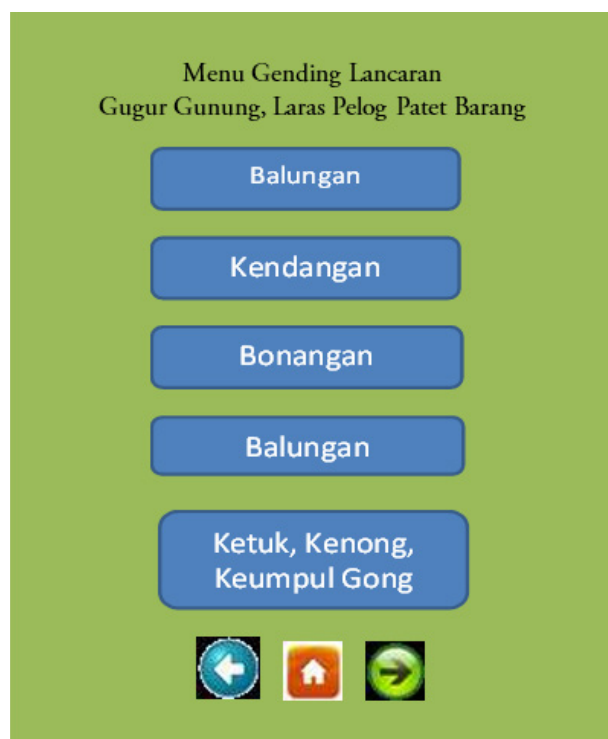 Menu Gending Lancaran
Gugur Gunung, Laras Pelog Patet Barang
Balungan
Kendangan
Bonangan
Balungan
Ketuk, Kenong,
Keumpul Gong